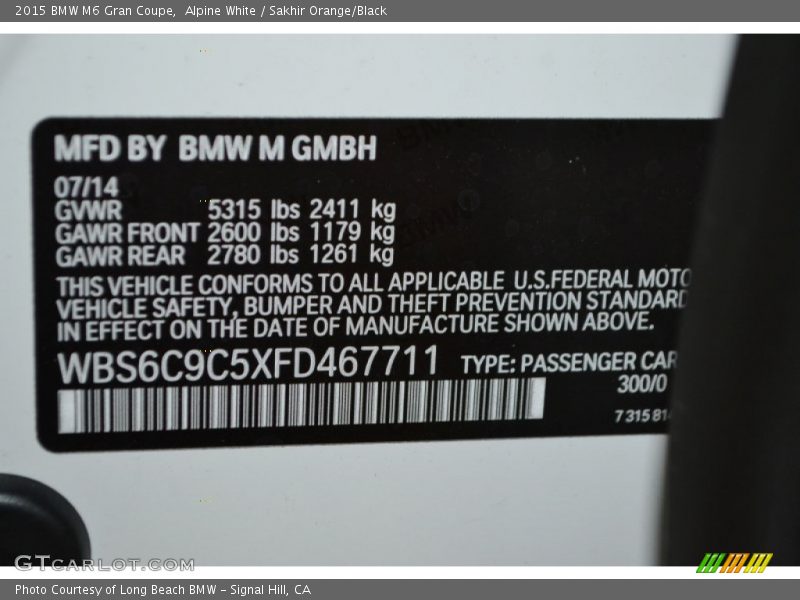 2015 BMW M6 Gran Coupe, Alpine White / Sakhir Orange/Black
MFD BY BMW M GMBH
07/14
GVWR 5315 lbs 2411 kg
GAWR FRONT 2600 lbs 1179 kg
GAWR REAR 2780 lbs 1261 kg
THIS VEHICLE CONFORMS TO ALL APPLICABLE U.S.FEDERAL MOTO
VEHICLE SAFETY, BUMPER AND THEFT PREVENTION STANDARD
IN EFFECT ON THE DATE OF MANUFACTURE SHOWN ABOVE.
WBS6C9C5XFD467711 TYPE: PASSENGER CAR
300/0
7 315 81
GTCARLOT.COM
Photo Courtesy of Long Beach BMW - Signal Hill, CA